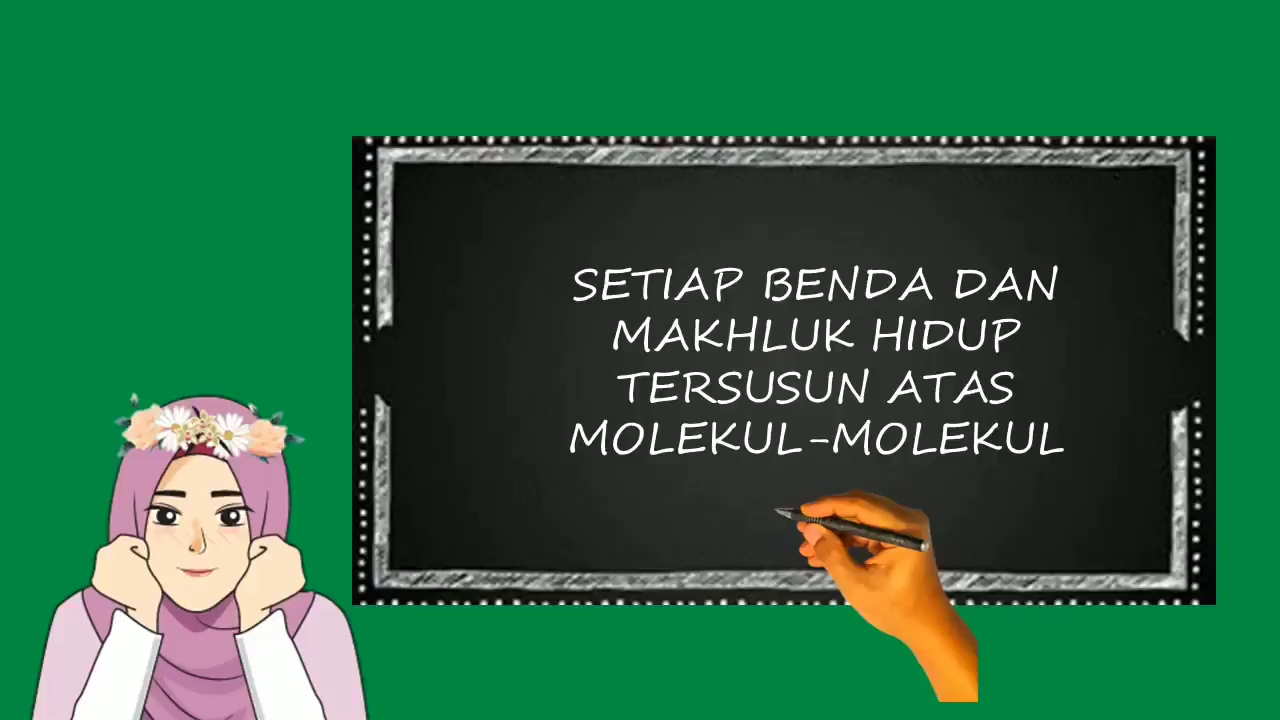 SETIAP BENDA DAN
MAKHLUK HIDUP
TERSUSUN ATAS
MOLEKUL-MOLEKUL